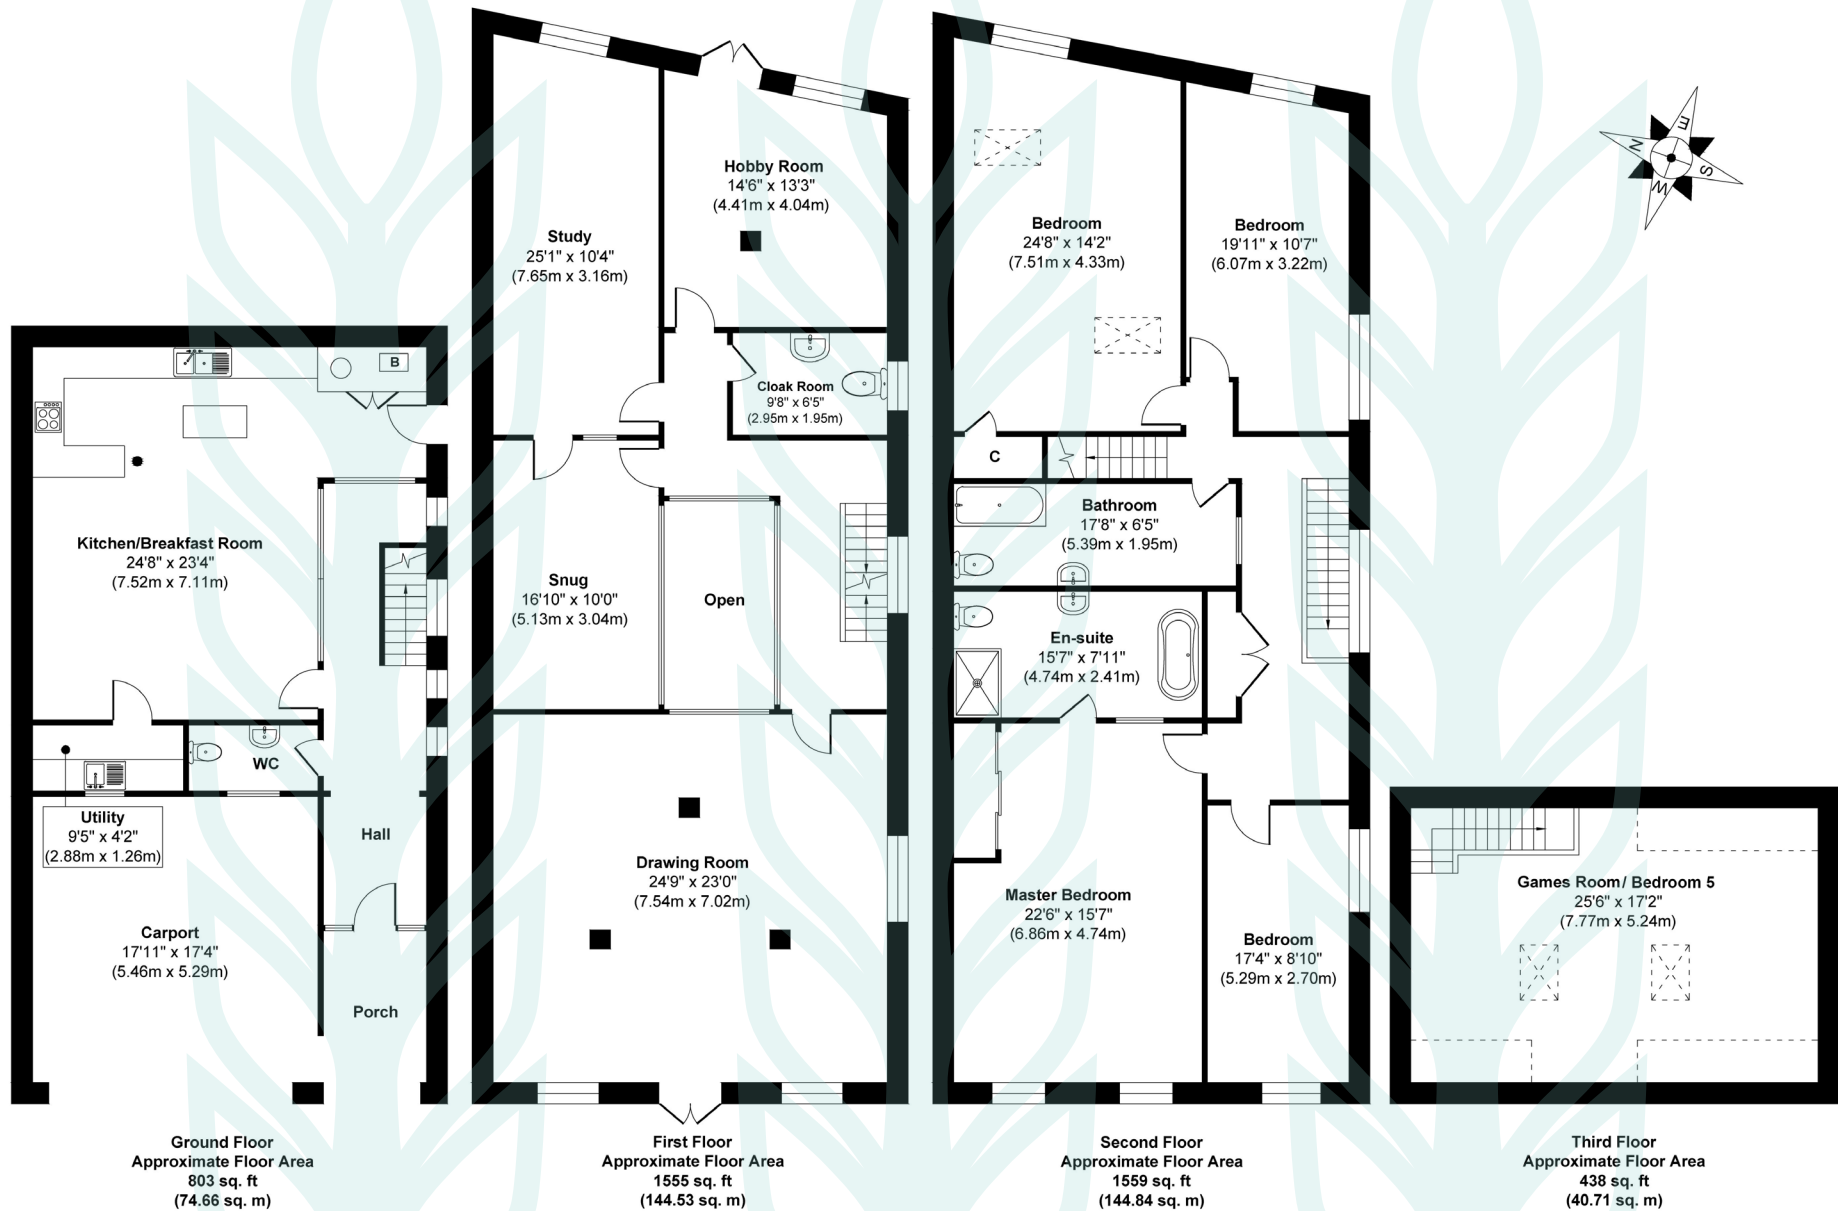 Kitchen/Breakfast Room
24'8" x 23'4"
(7.52m x 7.11m)
B
WC
Utility
9'5" x 4'2"
(2.88m x 1.26m)
Hall
Carport
17'11" x 17'4"
(5.46m x 5.29m)
Porch
Ground Floor
Approximate Floor Area
803 sq. ft
(74.66 sq. m)
Hobby Room
14'6" x 13'3"
(4.41m x 4.04m)
Study
25'1" x 10'4"
(7.65m x 3.16m)
Cloak Room
9'8" x 6'5"
(2.95m x 1.95m)
Snug
16'10" x 10'0"
(5.13m x 3.04m)
Open
Drawing Room
24'9" x 23'0"
(7.54m x 7.02m)
First Floor
Approximate Floor Area
1555 sq. ft
(144.53 sq. m)
Bedroom
24'8" x 14'2"
(7.51m x 4.33m)
Bedroom
19'11" x 10'7"
(6.07m x 3.22m)
C
Bathroom
17'8" x 6'5"
(5.39m x 1.95m)
En-suite
15'7" x 7'11"
(4.74m x 2.41m)
Master Bedroom
22'6" x 15'7"
(6.86m x 4.74m)
Bedroom
17'4" x 8'10"
(5.29m x 2.70m)
Second Floor
Approximate Floor Area
1559 sq. ft
(144.84 sq. m)
E
N
S
W
Games Room/ Bedroom 5
25'6" x 17'2"
(7.77m x 5.24m)
Third Floor
Approximate Floor Area
438 sq. ft
(40.71 sq. m)